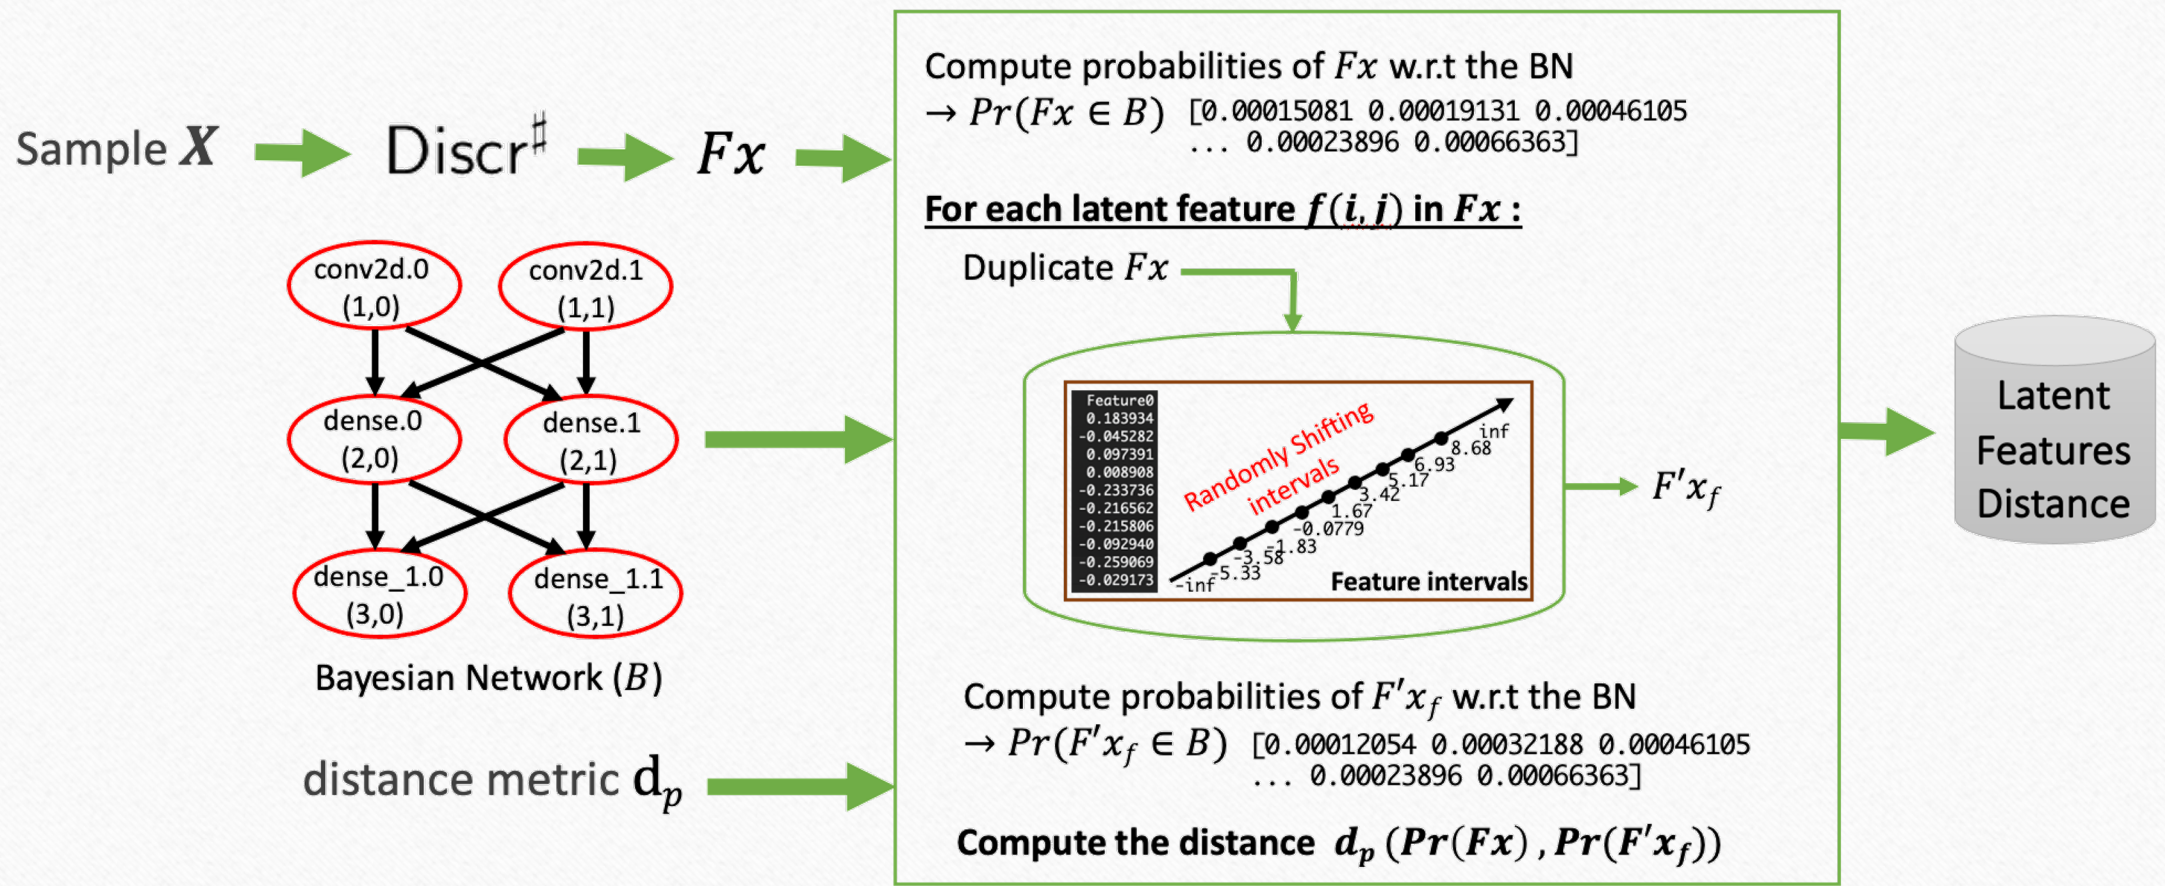 Sample X
Discr♯
Fx
conv2d.0
(1,0)
conv2d.1
(1,1)
dense.0
(2,0)
dense.1
(2,1)
dense_1.0
(3,0)
dense_1.1
(3,1)
Bayesian Network (B)
distance metric dₚ
Compute probabilities of Fx w.r.t the BN
→ Pr(Fx ∈ B) [0.00015081 0.00019131 0.00046105
... 0.00023896 0.00066363]
For each latent feature f(i, j) in Fx :
Duplicate Fx
Feature0
0.183934
-0.045282
0.097391
0.008908
-0.233736
-0.216562
-0.215806
-0.092940
-0.259069
-0.029173
Randomly Shifting
intervals
-inf
-5.33
-3.58
-1.83
-0.0779
1.67
3.42
5.17
6.93
8.68
inf
Feature intervals
F'x_f
Compute probabilities of F'x_f w.r.t the BN
→ Pr(F'x_f ∈ B) [0.00012054 0.00032188 0.00046105
... 0.00023896 0.00066363]
Compute the distance dₚ (Pr(Fx) , Pr(F'x_f))
Latent
Features
Distance